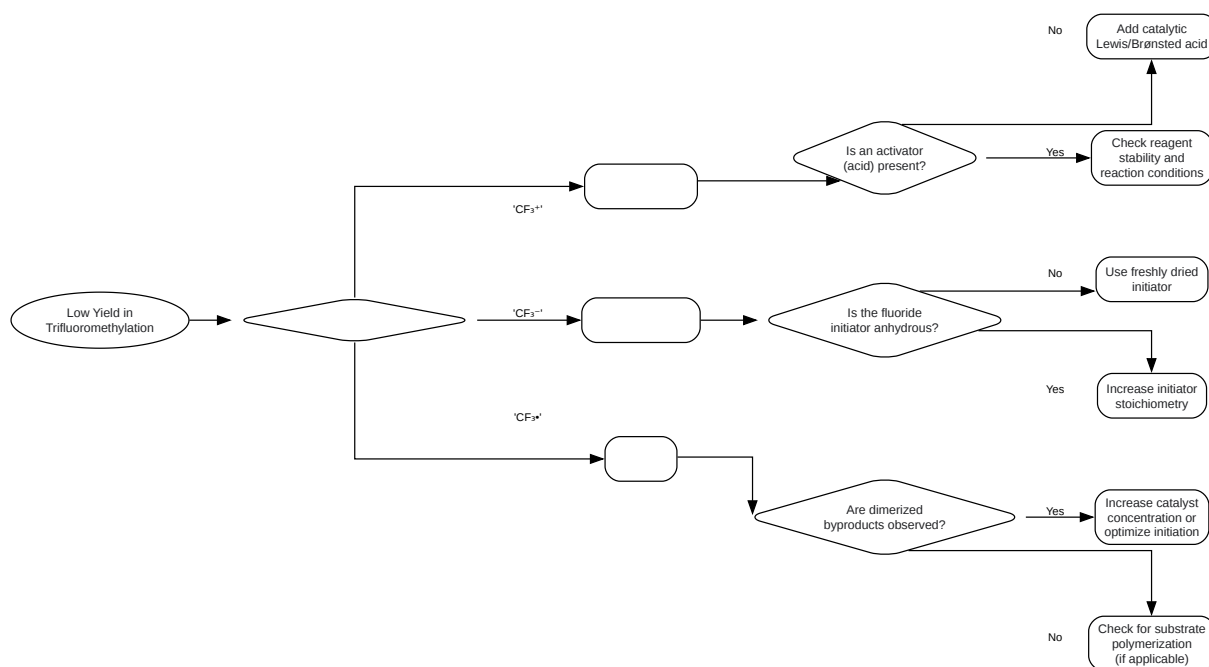 No
Add catalytic
Lewis/Brønsted acid
Is an activator
(acid) present?
Yes
Check reagent
stability and
reaction conditions
'CF₃⁺'
Low Yield in
Trifluoromethylation
'CF₃⁻'
Is the fluoride
initiator anhydrous?
No
Use freshly dried
initiator
Yes
Increase initiator
stoichiometry
'CF₃•'
Are dimerized
byproducts observed?
Yes
Increase catalyst
concentration or
optimize initiation
No
Check for substrate
polymerization
(if applicable)